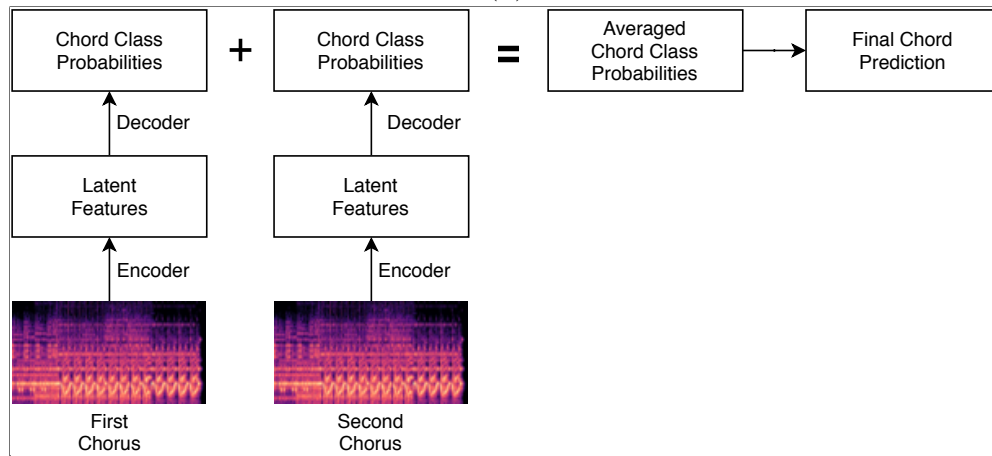 Chord Class
Probabilities
+
Chord Class
Probabilities
=
Averaged
Chord Class
Probabilities
Final Chord
Prediction
Decoder
Decoder
Latent
Features
Latent
Features
Encoder
Encoder
First
Chorus
Second
Chorus